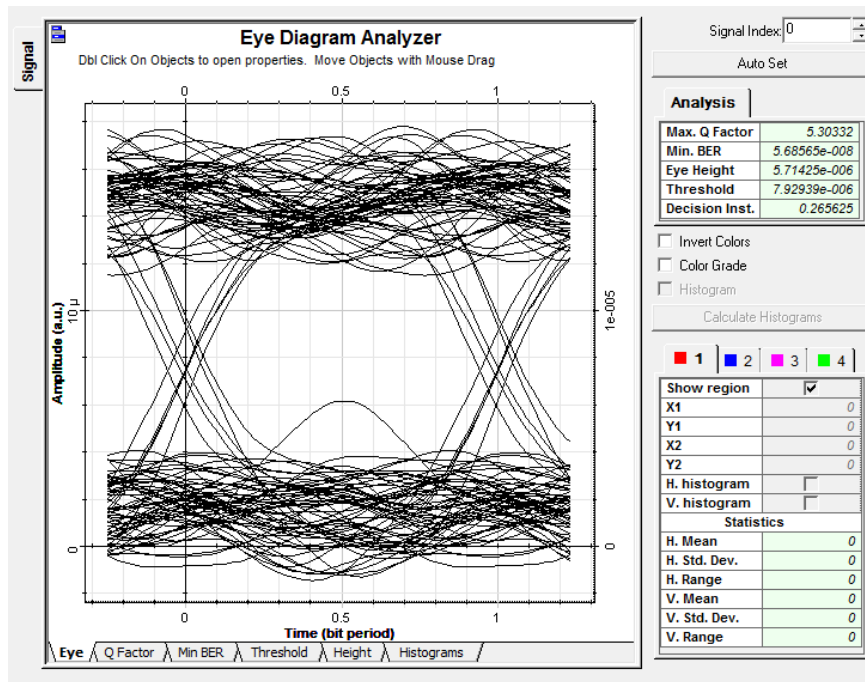 Signal
Eye Diagram Analyzer
Dbl Click On Objects to open properties. Move Objects with Mouse Drag
0 0.5 1
Amplitude (a.u.)
10µ
0
1e-005
0
0 0.5 1
Time (bit period)
Eye Q Factor Min BER Threshold Height Histograms
Signal Index: 0
Auto Set
Analysis
Max. Q Factor 5.30332
Min. BER 5.68565e-008
Eye Height 5.71425e-006
Threshold 7.92939e-006
Decision Inst. 0.265625
Invert Colors
Color Grade
Histogram
Calculate Histograms
1 2 3 4
Show region
X1 0
Y1 0
X2 0
Y2 0
H. histogram
V. histogram
Statistics
H. Mean 0
H. Std. Dev. 0
H. Range 0
V. Mean 0
V. Std. Dev. 0
V. Range 0